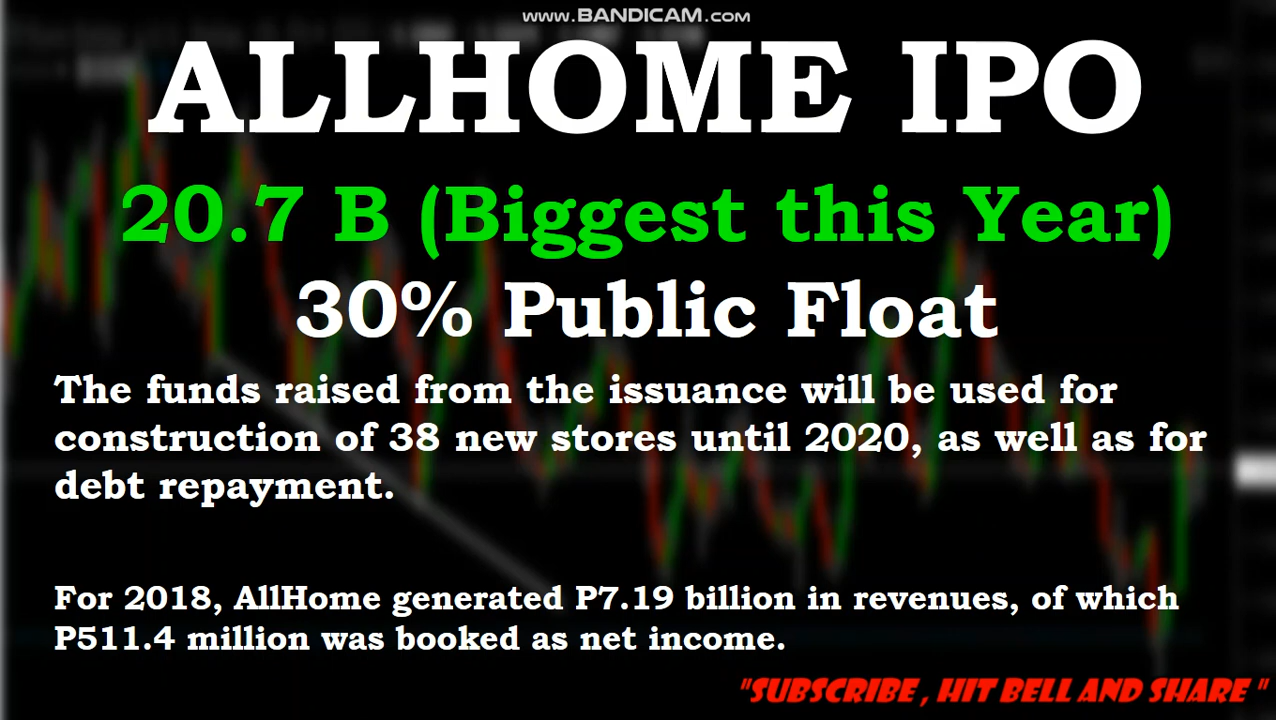 www.BANDICAM.com
ALLHOME IPO
20.7 B (Biggest this Year)
30% Public Float
The funds raised from the issuance will be used for
construction of 38 new stores until 2020, as well as for
debt repayment.
For 2018, AllHome generated P7.19 billion in revenues, of which
P511.4 million was booked as net income.
"SUBSCRIBE , HIT BELL AND SHARE "